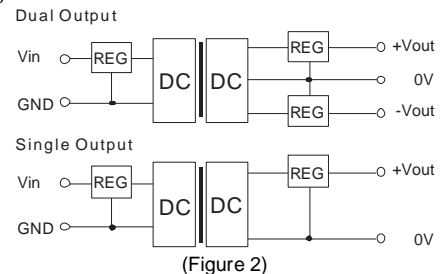 Dual Output
Vin REG DC DC REG +Vout
0V
GND REG -Vout
Single Output
Vin REG DC DC REG +Vout
GND 0V
(Figure 2)